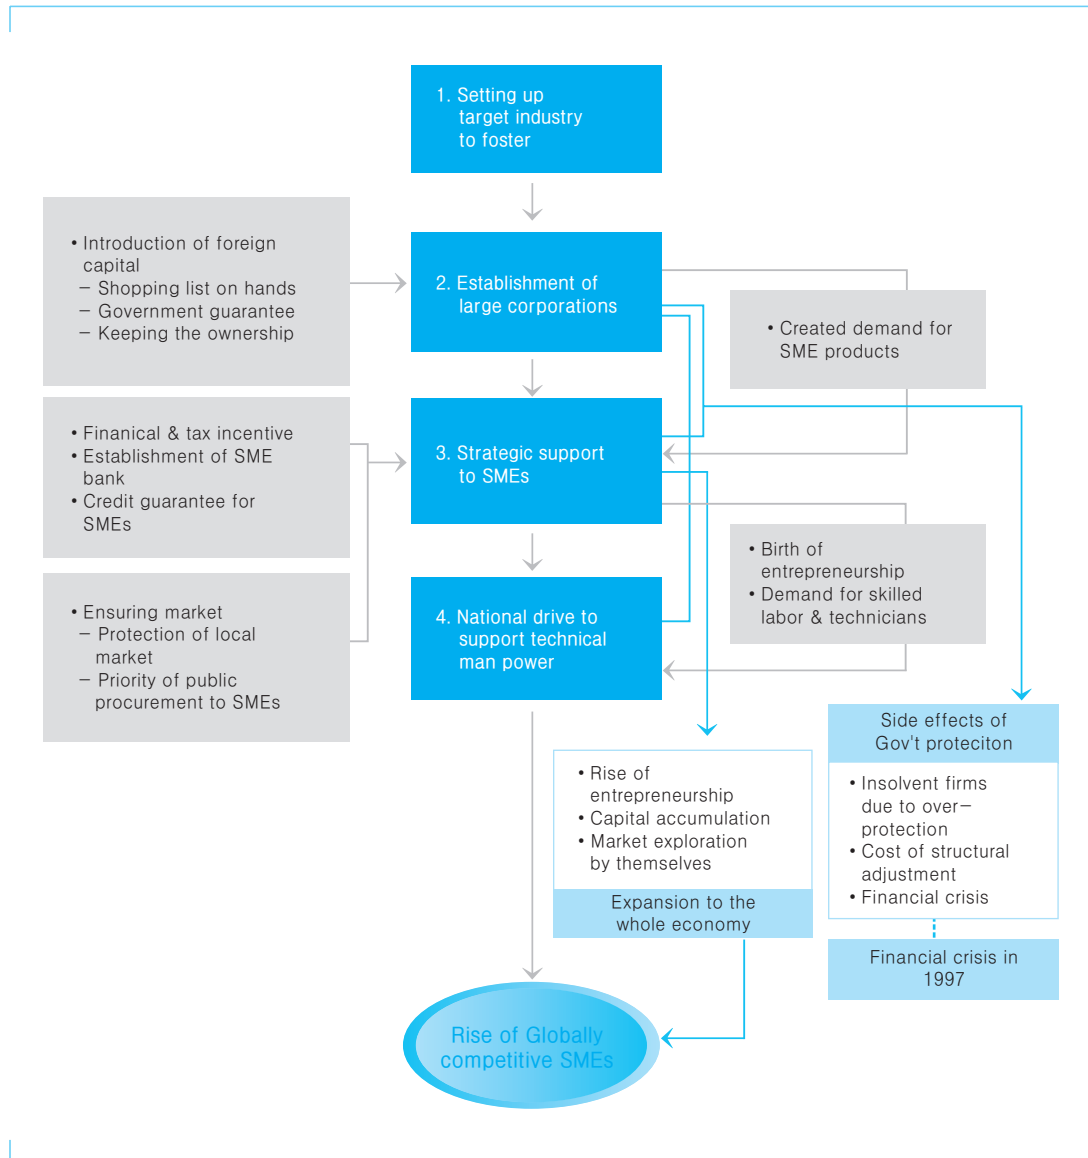 1. Setting up
target industry
to foster
• Introduction of foreign
capital
– Shopping list on hands
– Government guarantee
– Keeping the ownership
2. Establishment of
large corporations
• Created demand for
SME products
• Finanical & tax incentive
• Establishment of SME
bank
• Credit guarantee for
SMEs
3. Strategic support
to SMEs
• Birth of
entrepreneurship
• Demand for skilled
labor & technicians
• Ensuring market
– Protection of local
market
– Priority of public
procurement to SMEs
4. National drive to
support technical
man power
Side effects of
Gov't proteciton
• Insolvent firms
due to over–
protection
• Cost of structural
adjustment
• Financial crisis
• Rise of
entrepreneurship
• Capital accumulation
• Market exploration
by themselves
Expansion to the
whole economy
Financial crisis in
1997
Rise of Globally
competitive SMEs